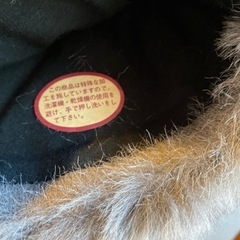 この商品は特殊な加
工を施していますので、
洗濯機・乾燥機の使用を
避け、手で押し洗いをし
て下さい。